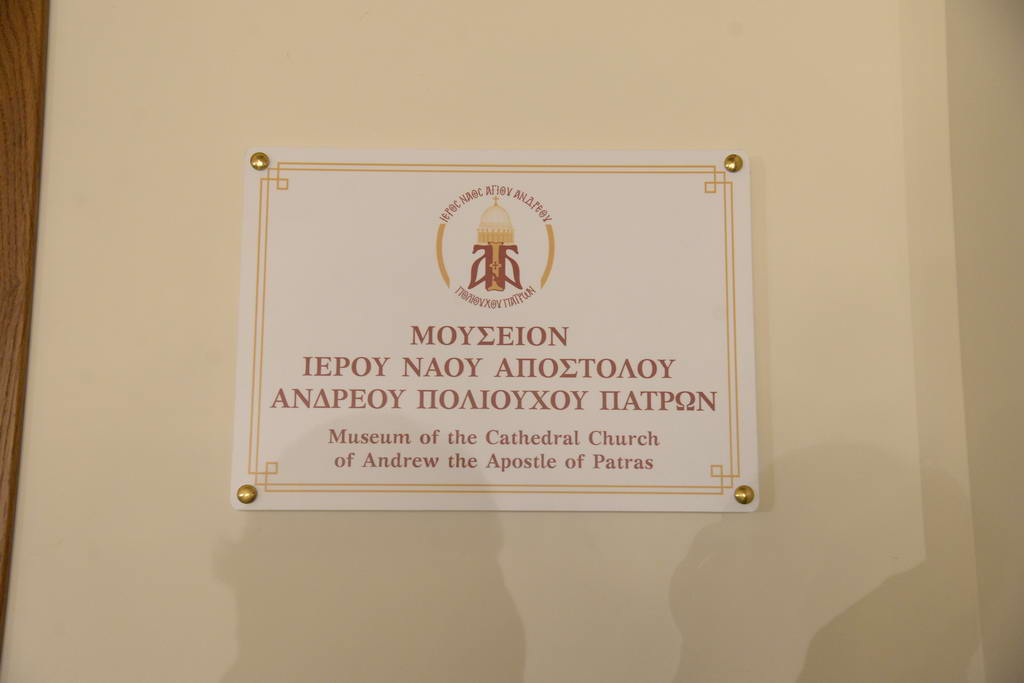 ΙΕΡΟΣ ΝΑΟΣ ΑΓΙΟΥ ΑΝΔΡΕΟΥ
ΠΟΛΙΟΥΧΟΥ ΠΑΤΡΩΝ
ΜΟΥΣΕΙΟΝ
ΙΕΡΟΥ ΝΑΟΥ ΑΠΟΣΤΟΛΟΥ
ΑΝΔΡΕΟΥ ΠΟΛΙΟΥΧΟΥ ΠΑΤΡΩΝ
Museum of the Cathedral Church
of Andrew the Apostle of Patras